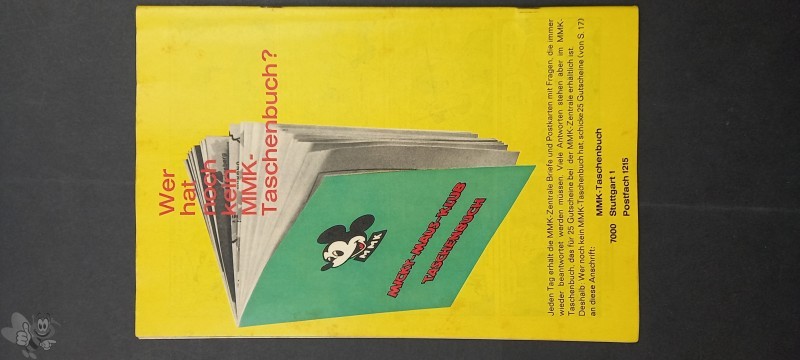 Wer
hat
noch
kein
MMK-
Taschenbuch?
MMK
MICKY-MAUS-KLUB
TASCHENBUCH
Jeden Tag erhält die MMK-Zentrale Briefe und Postkarten mit Fragen, die immer
wieder beantwortet werden müssen. Viele Antworten stehen aber im MMK-
Taschenbuch, das für 25 Gutscheine bei der MMK-Zentrale erhältlich ist.
Deshalb: Wer noch kein MMK-Taschenbuch hat, schicke 25 Gutscheine (von S. 17)
an diese Anschrift:
MMK-Taschenbuch
7000 Stuttgart 1
Postfach 1215